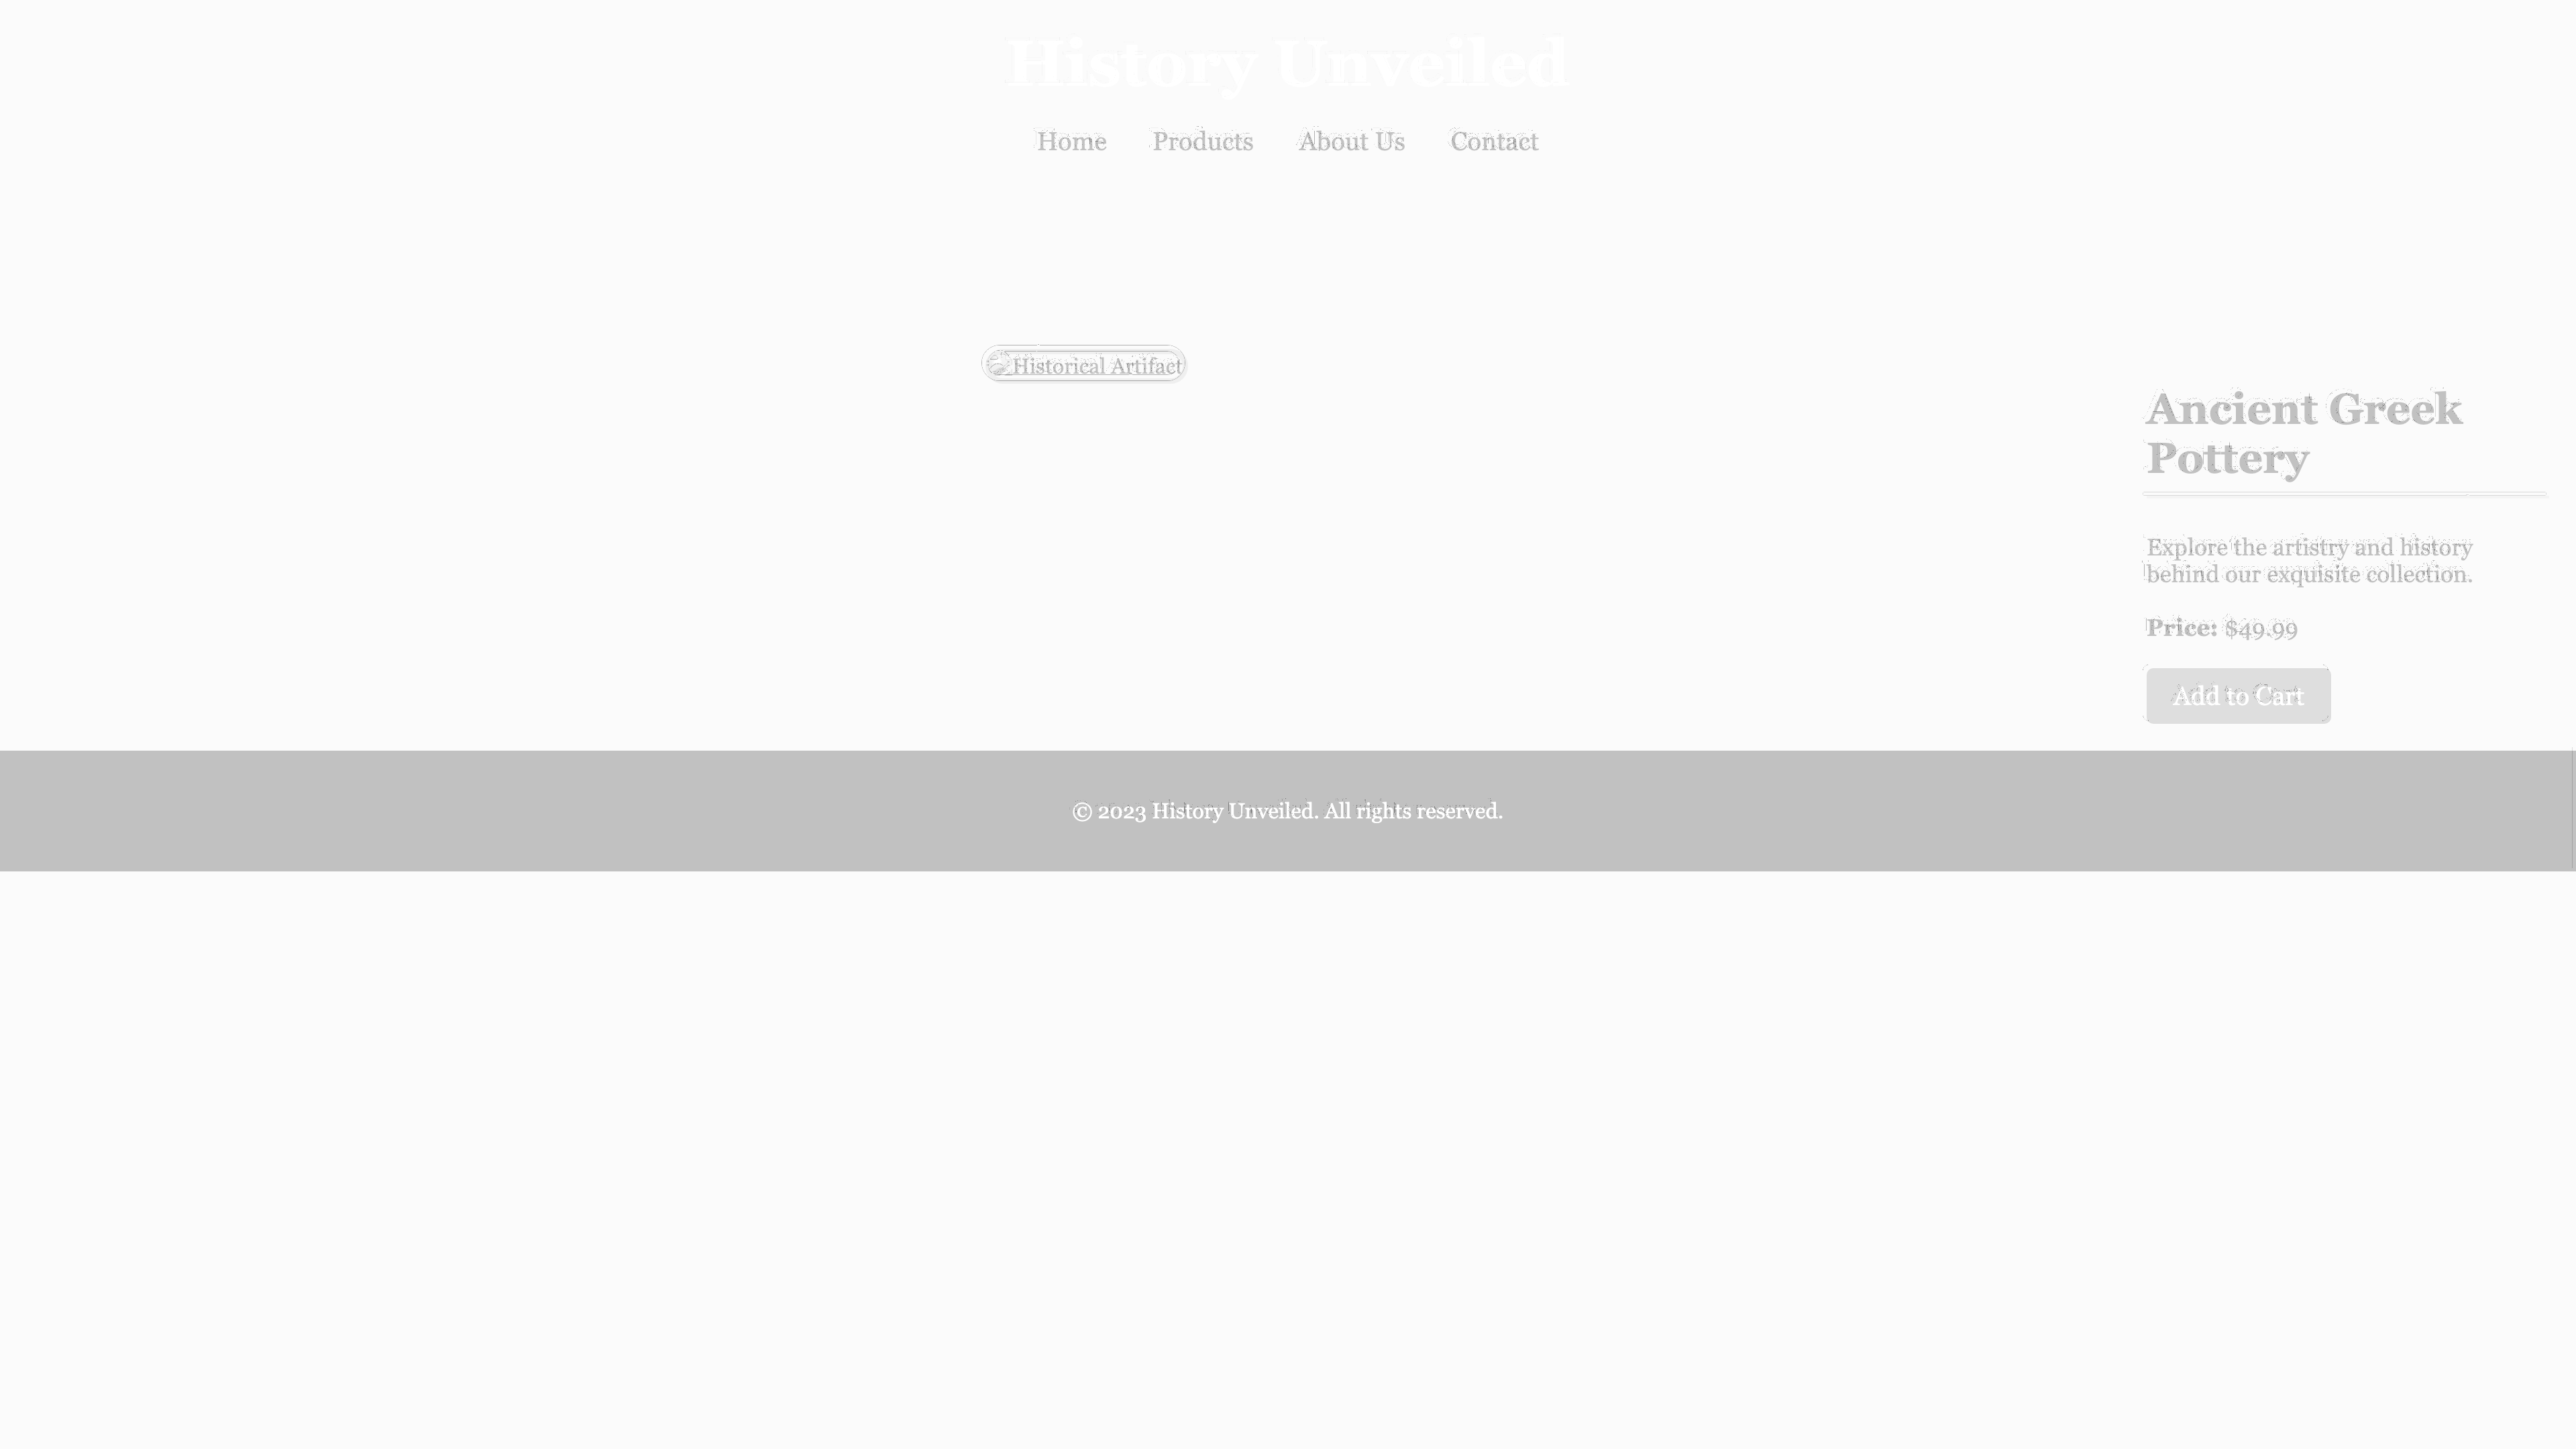 History Unveiled
Home Products About Us Contact
Historical Artifact
Ancient Greek
Pottery
Explore the artistry and history
behind our exquisite collection.
Price: $49.99
Add to Cart
© 2023 History Unveiled. All rights reserved.